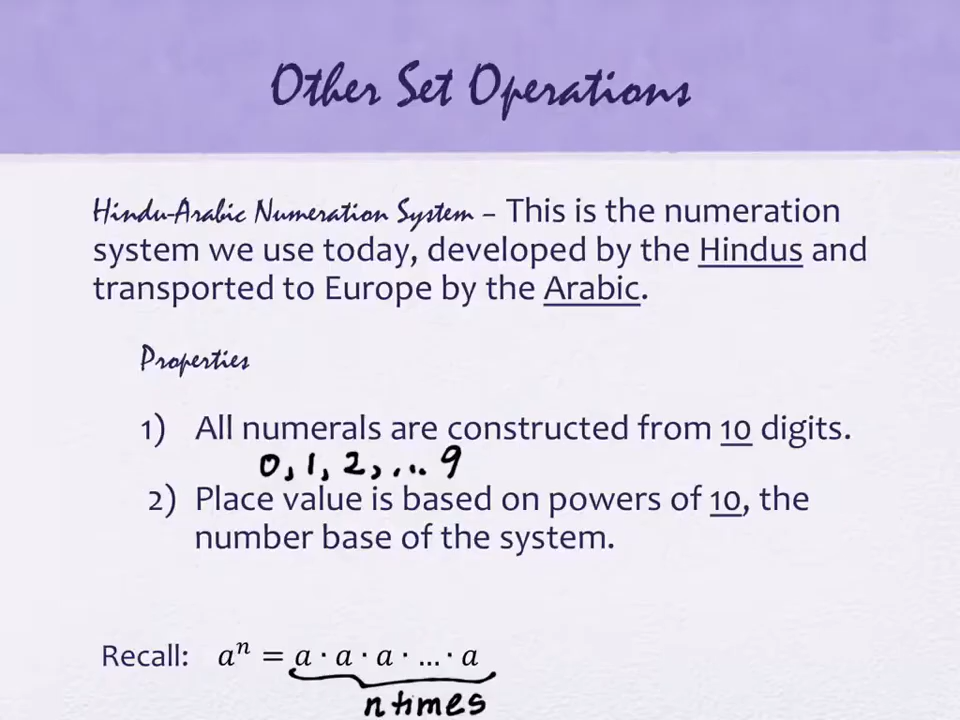 Other Set Operations
Hindu-Arabic Numeration System – This is the numeration
system we use today, developed by the Hindus and
transported to Europe by the Arabic.
Properties
1) All numerals are constructed from 10 digits.
0, 1, 2, ... 9
2) Place value is based on powers of 10, the
number base of the system.
Recall: aⁿ = a · a · a · ... · a
n times